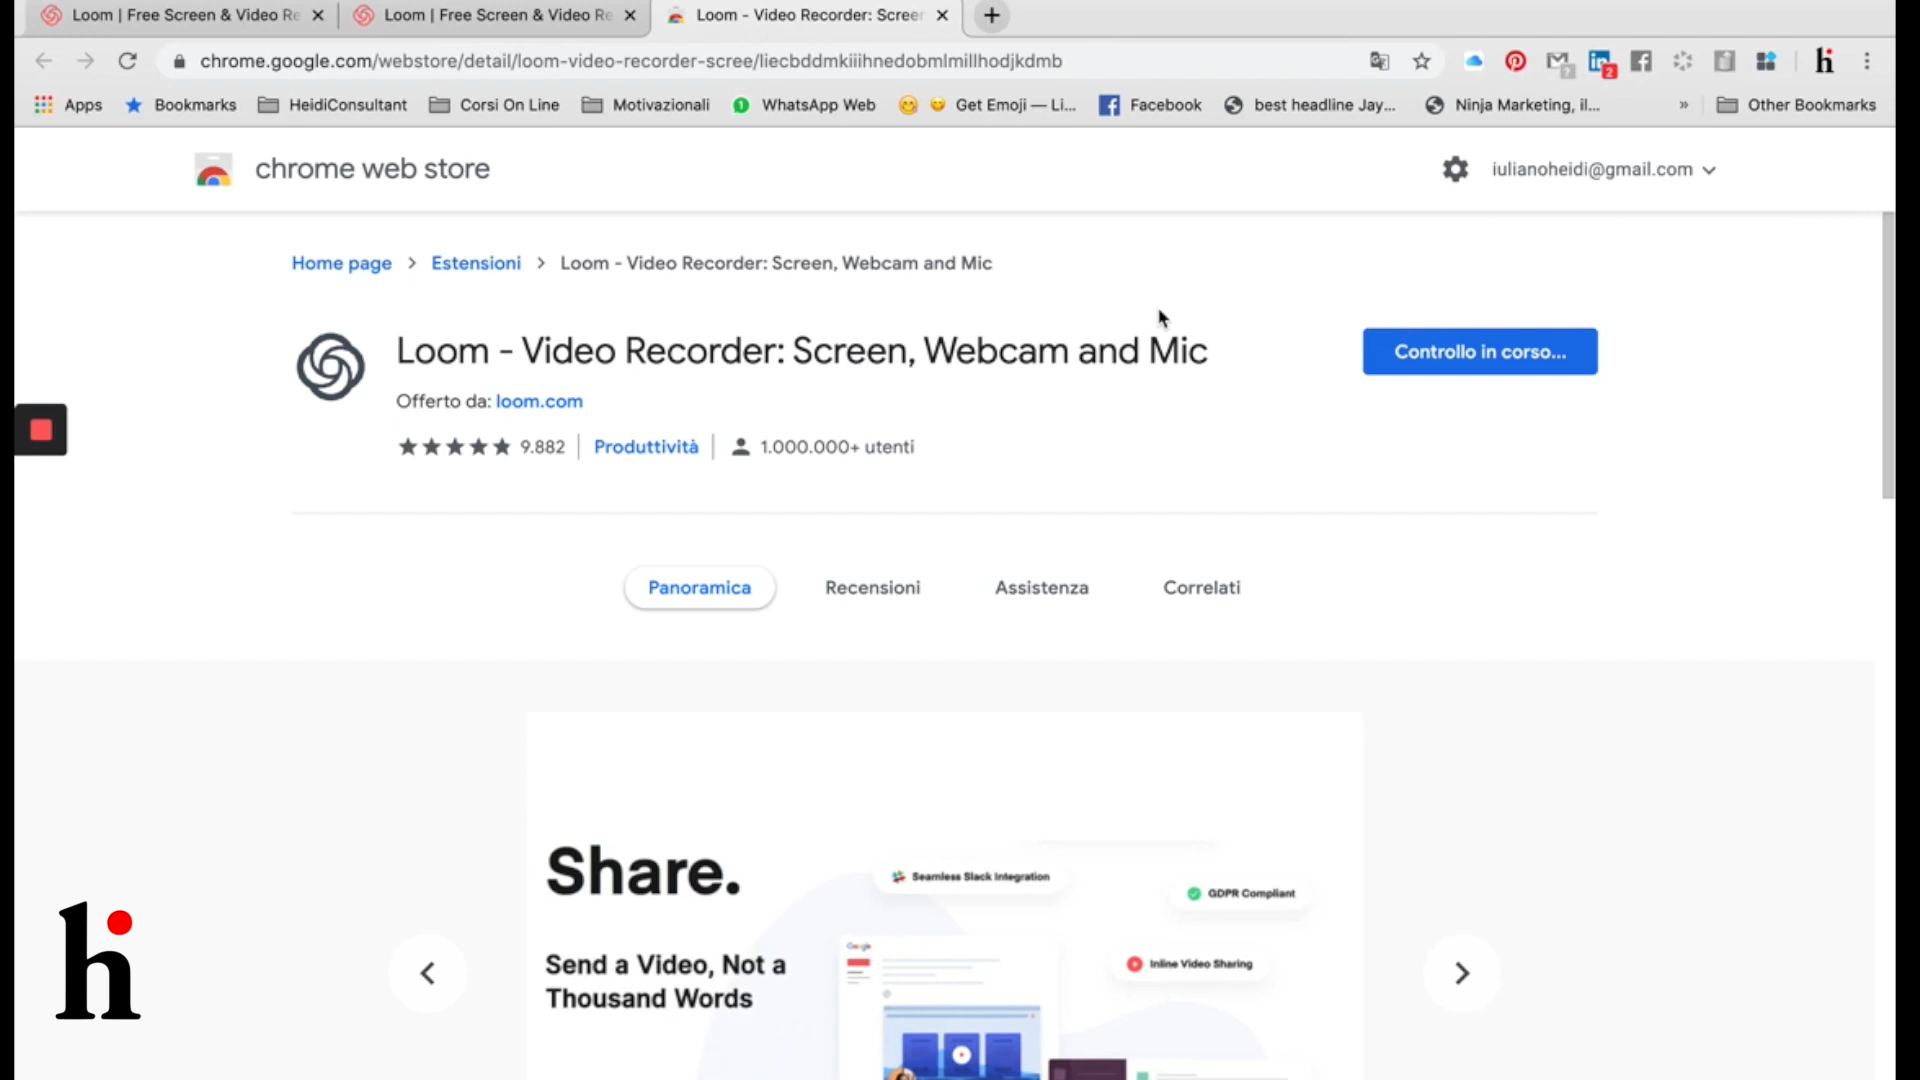 Loom | Free Screen & Video Re
Loom | Free Screen & Video Re
Loom - Video Recorder: Screen
chrome.google.com/webstore/detail/loom-video-recorder-scree/liecbddmkiiihnedobmlmillhodjkdmb
2
hi
Apps
Bookmarks
HeidiConsultant
Corsi On Line
Motivazionali
1
WhatsApp Web
Get Emoji — Li...
Facebook
best headline Jay...
Ninja Marketing, il...
»
Other Bookmarks
chrome web store
iulianoheidi@gmail.com
Home page > Estensioni > Loom - Video Recorder: Screen, Webcam and Mic
Loom - Video Recorder: Screen, Webcam and Mic
Controllo in corso...
Offerto da: loom.com
9.882
Produttività
1.000.000+ utenti
Panoramica
Recensioni
Assistenza
Correlati
Share.
Seamless Slack Integration
GDPR Compliant
Google
Send a Video, Not a
Thousand Words
Inline Video Sharing
hi